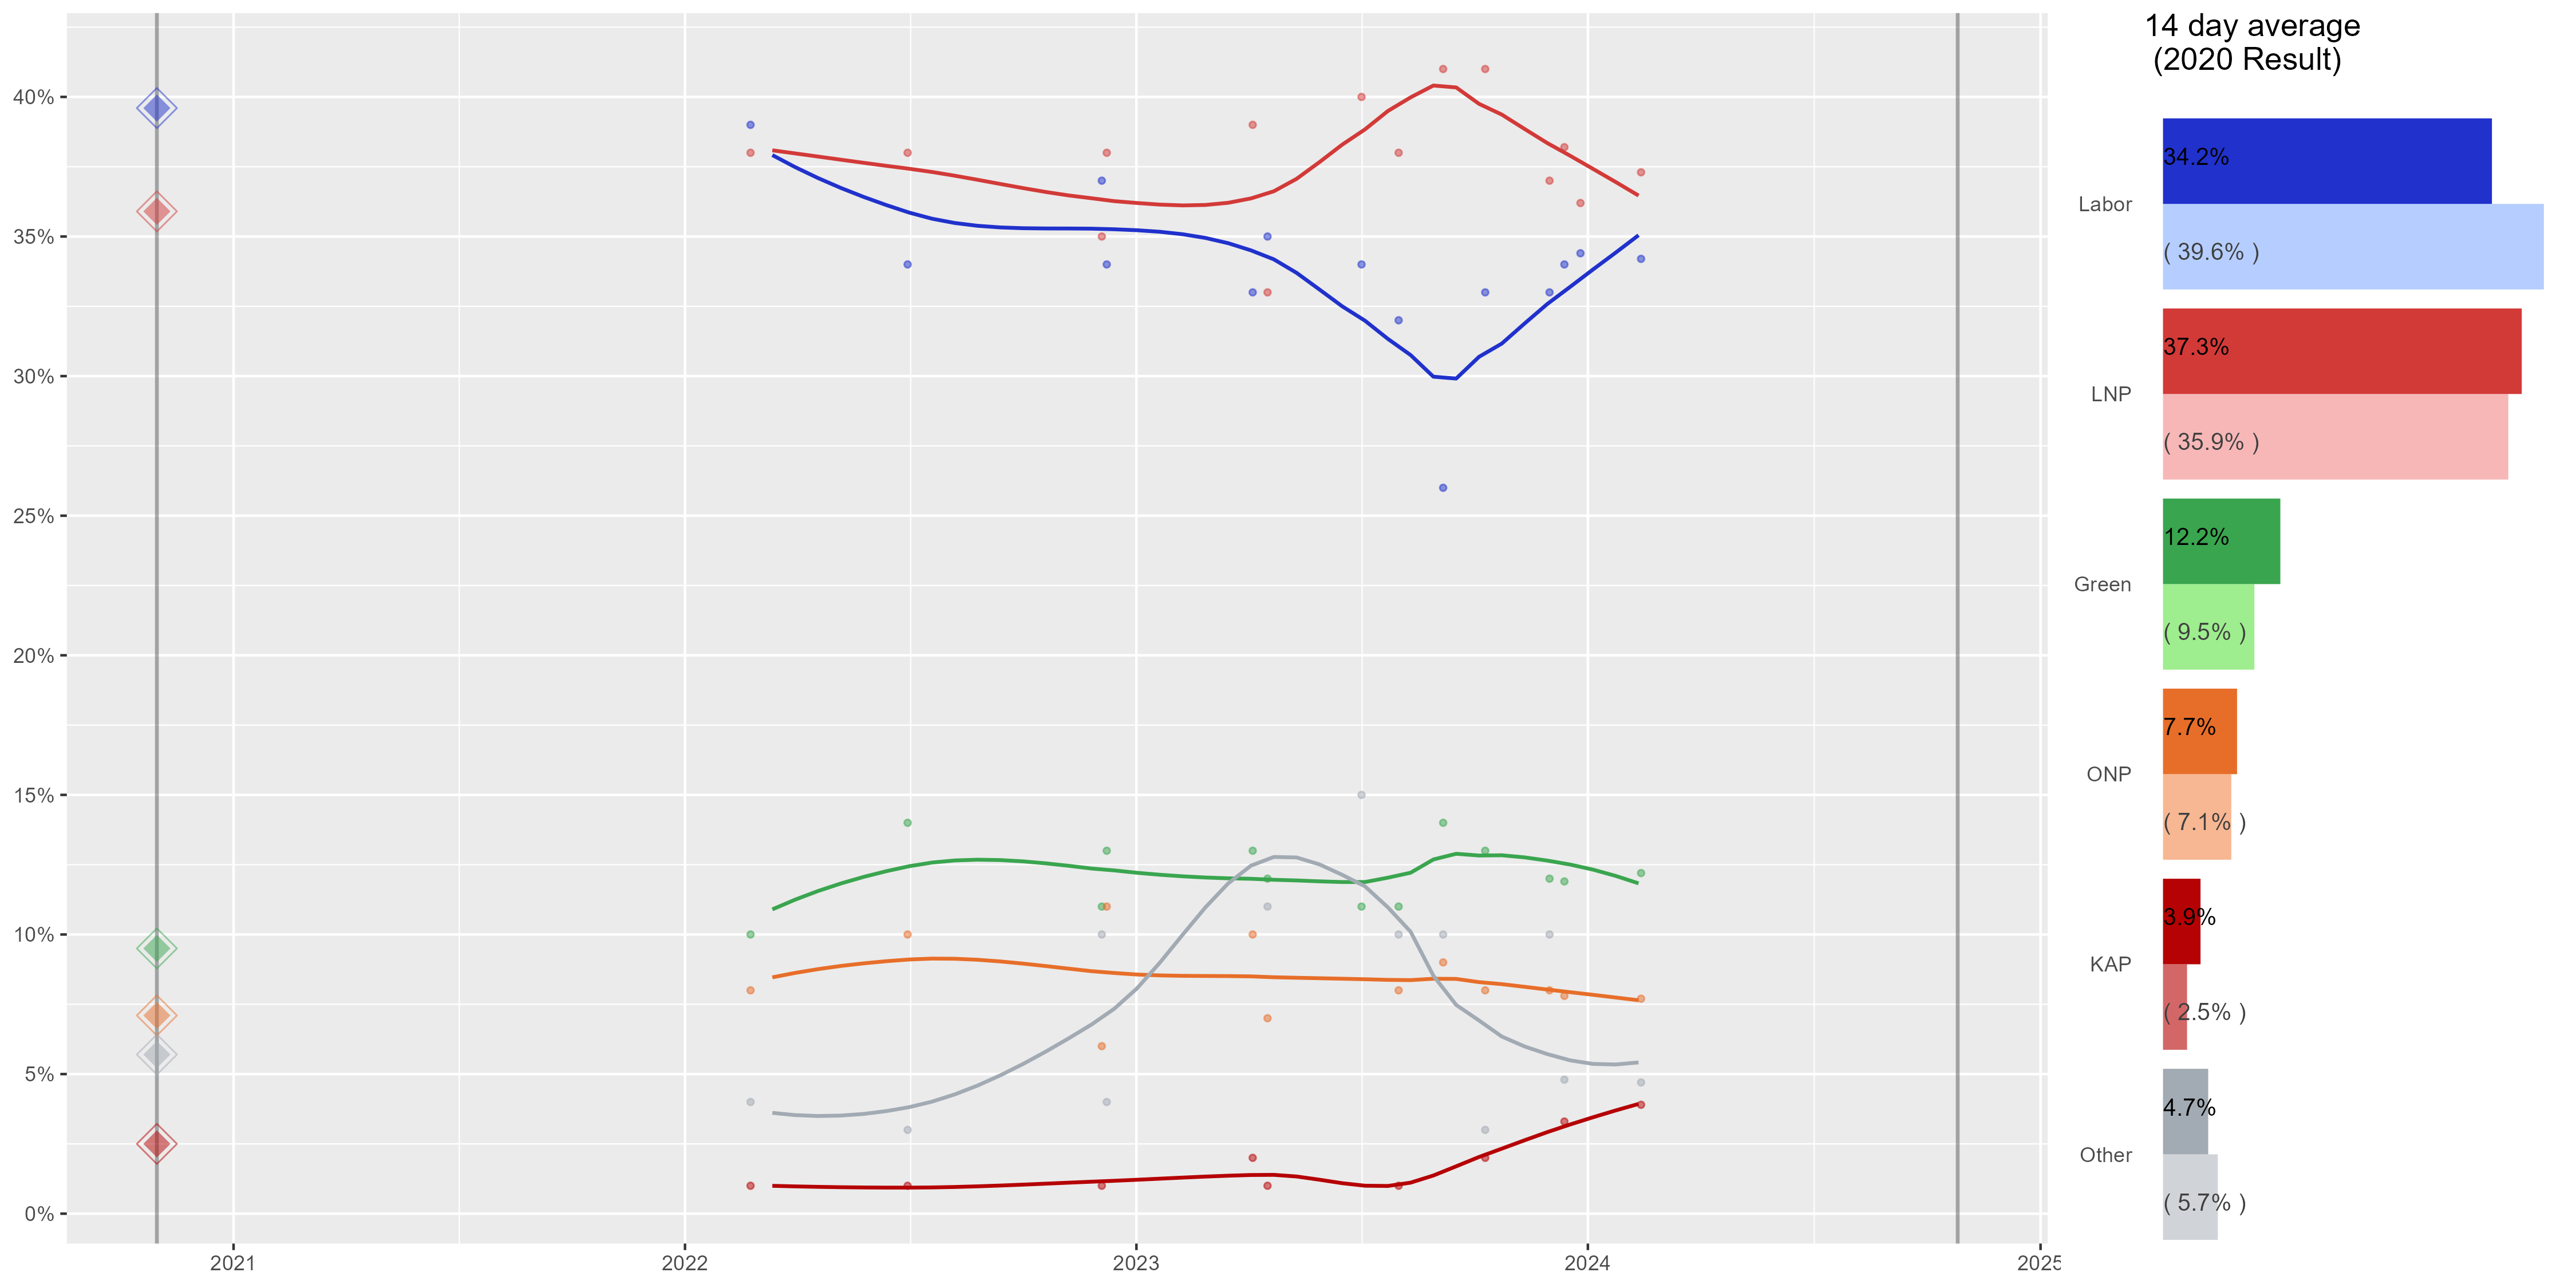 40%
35%
30%
25%
20%
15%
10%
5%
0%
2021
2022
2023
2024
2025
14 day average
(2020 Result)
Labor
34.2%
( 39.6% )
LNP
37.3%
( 35.9% )
Green
12.2%
( 9.5% )
ONP
7.7%
( 7.1% )
KAP
3.9%
( 2.5% )
Other
4.7%
( 5.7% )